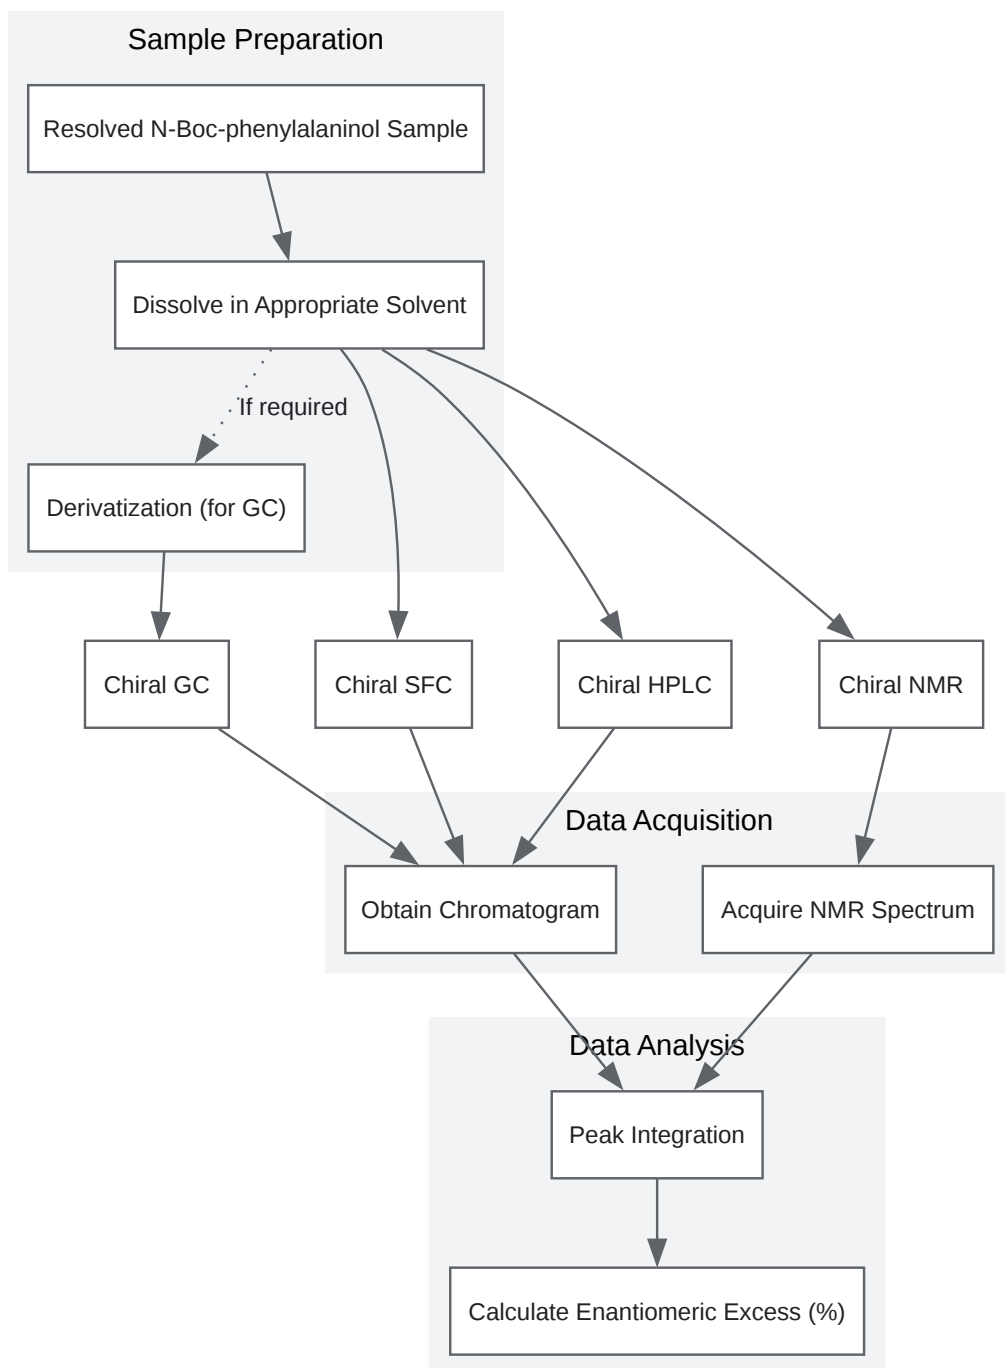 Sample Preparation
Resolved N-Boc-phenylalaninol Sample
Dissolve in Appropriate Solvent
If required
Derivatization (for GC)
Chiral GC
Chiral SFC
Chiral HPLC
Chiral NMR
Data Acquisition
Obtain Chromatogram
Acquire NMR Spectrum
Data Analysis
Peak Integration
Calculate Enantiomeric Excess (%)